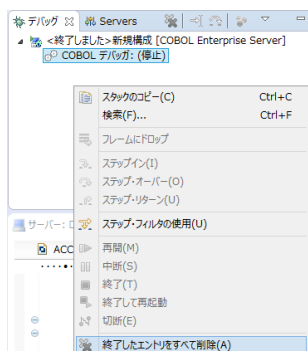 デバッグ Servers
<終了しました>新規構成 [COBOL Enterprise Server]
COBOL デバッガ: (停止)
スタックのコピー(C) Ctrl+C
検索(F)... Ctrl+F
フレームにドロップ
ステップイン(I)
ステップ・オーバー(O)
ステップ・リターン(U)
サーバー: ステップ・フィルタの使用(U)
ACC 再開(M)
中断(S)
終了(T)
終了して再起動
切断(E)
終了したエントリをすべて削除(A)